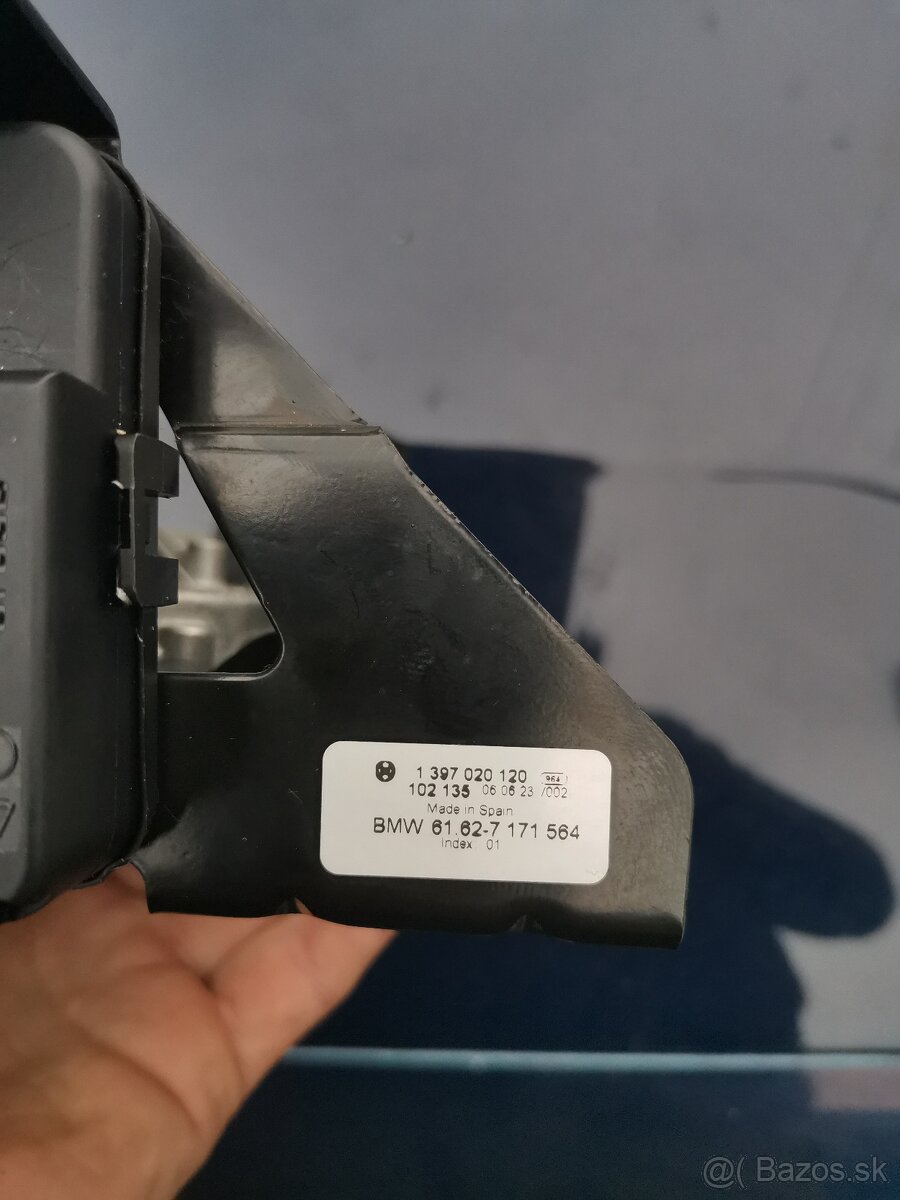 1 397 020 120 964
102 135 06 06 23 /002
Made in Spain
BMW 61.62-7 171 564
Index 01
@( Bazos.sk